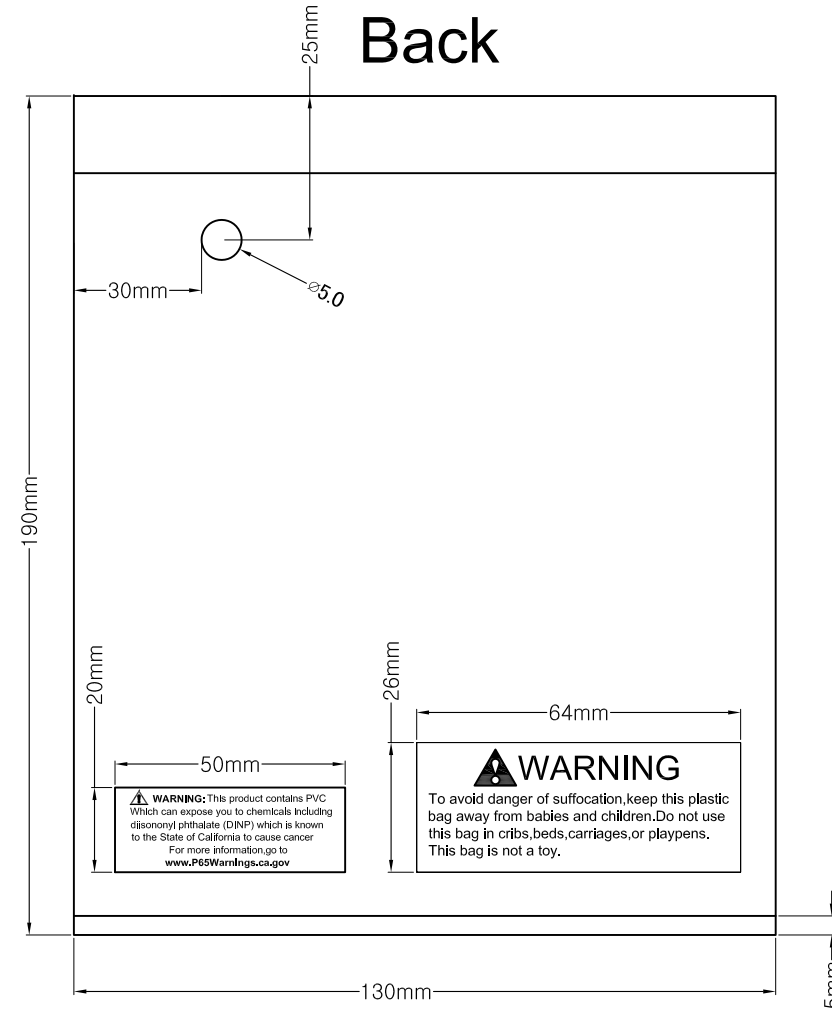 Back
25mm
30mm
⌀5.0
190mm
20mm
50mm
26mm
64mm
WARNING: This product contains PVC
Which can expose you to chemicals including
diisononyl phthalate (DINP) which is known
to the State of California to cause cancer
For more information,go to
www.P65Warnings.ca.gov
WARNING
To avoid danger of suffocation,keep this plastic
bag away from babies and children.Do not use
this bag in cribs,beds,carriages,or playpens.
This bag is not a toy.
130mm
5mm